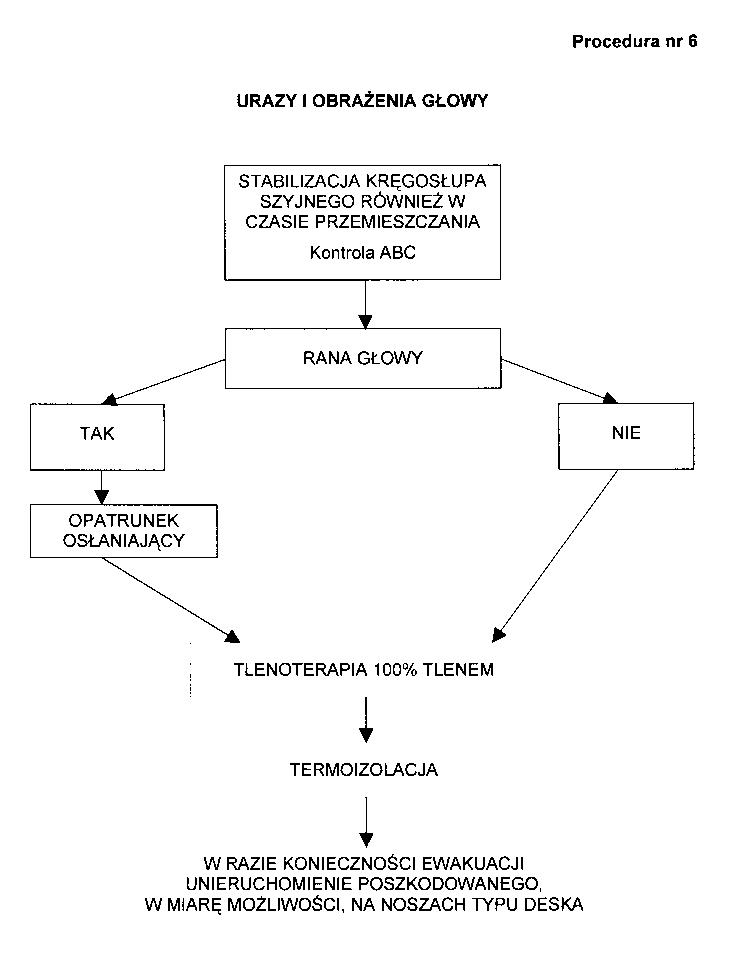 Procedura nr 6
URAZY I OBRAŻENIA GŁOWY
STABILIZACJA KRĘGOSŁUPA
SZYJNEGO RÓWNIEŻ W
CZASIE PRZEMIESZCZANIA
Kontrola ABC
RANA GŁOWY
TAK
NIE
OPATRUNEK
OSŁANIAJĄCY
TLENOTERAPIA 100% TLENEM
TERMOIZOLACJA
W RAZIE KONIECZNOŚCI EWAKUACJI
UNIERUCHOMIENIE POSZKODOWANEGO,
W MIARĘ MOŻLIWOŚCI, NA NOSZACH TYPU DESKA